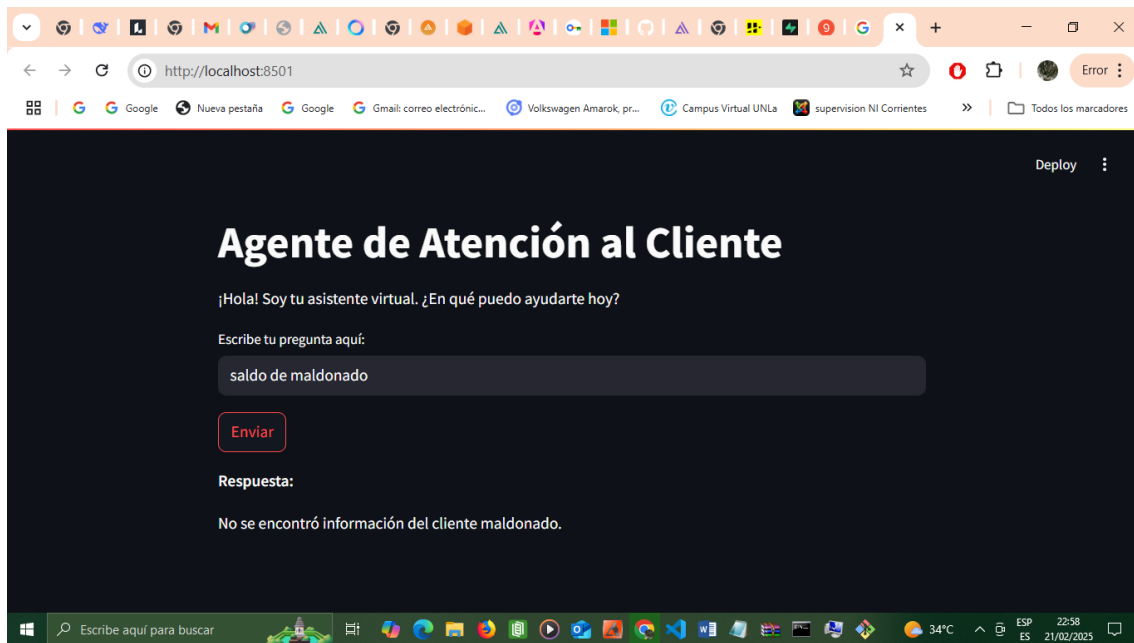 http://localhost:8501
Error
Google
Nueva pestaña
Google
Gmail: correo electrónic...
Volkswagen Amarok, pr...
Campus Virtual UNLa
supervision NI Corrientes
Todos los marcadores
Deploy
Agente de Atención al Cliente
¡Hola! Soy tu asistente virtual. ¿En qué puedo ayudarte hoy?
Escribe tu pregunta aquí:
saldo de maldonado
Enviar
Respuesta:
No se encontró información del cliente maldonado.
Escribe aquí para buscar
34°C
ESP
ES
22:58
21/02/2025